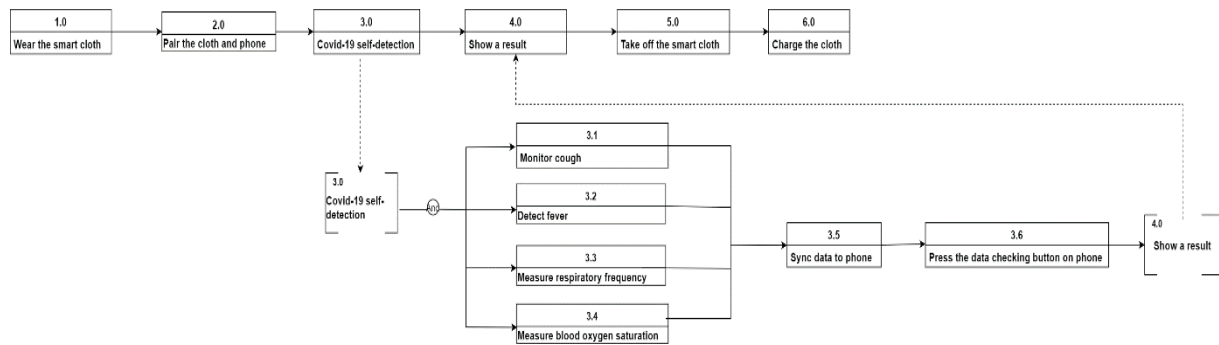 1.0
Wear the smart cloth
2.0
Pair the cloth and phone
3.0
Covid-19 self-detection
4.0
Show a result
5.0
Take off the smart cloth
6.0
Charge the cloth
3.0
Covid-19 self-
detection
And
3.1
Monitor cough
3.2
Detect fever
3.3
Measure respiratory frequency
3.4
Measure blood oxygen saturation
3.5
Sync data to phone
3.6
Press the data checking button on phone
4.0
Show a result